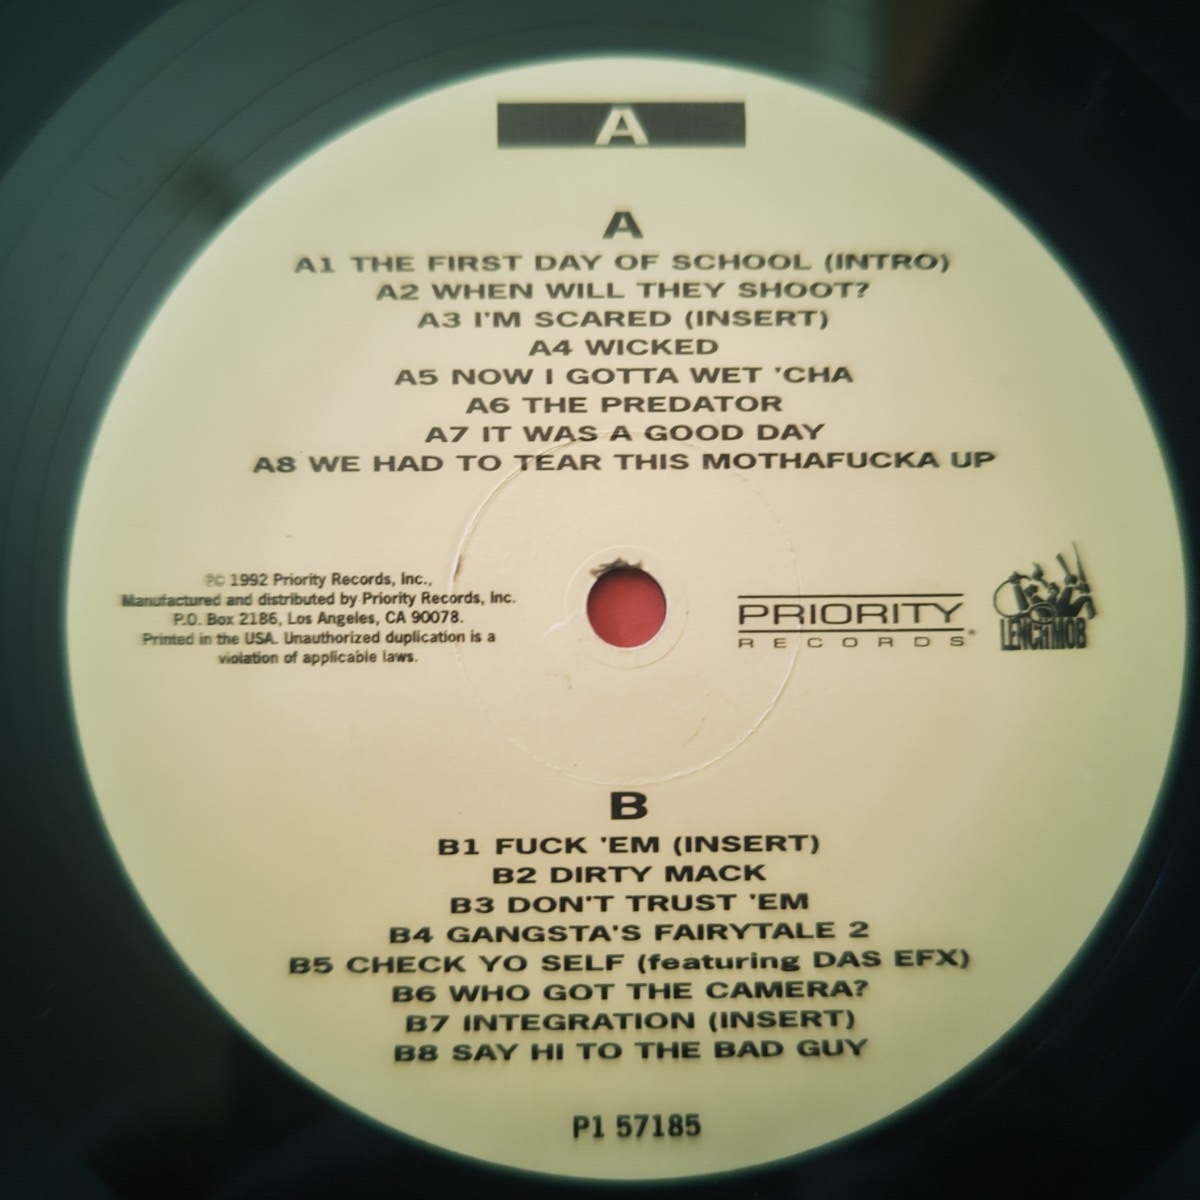 A
A
A1 THE FIRST DAY OF SCHOOL (INTRO)
A2 WHEN WILL THEY SHOOT?
A3 I'M SCARED (INSERT)
A4 WICKED
A5 NOW I GOTTA WET 'CHA
A6 THE PREDATOR
A7 IT WAS A GOOD DAY
A8 WE HAD TO TEAR THIS MOTHAFUCKA UP
℗© 1992 Priority Records, Inc.,
Manufactured and distributed by Priority Records, Inc.
P.O. Box 2186, Los Angeles, CA 90078.
Printed in the USA. Unauthorized duplication is a
violation of applicable laws.
PRIORITY
RECORDS®
LENCH MOB
B
B1 FUCK 'EM (INSERT)
B2 DIRTY MACK
B3 DON'T TRUST 'EM
B4 GANGSTA'S FAIRYTALE 2
B5 CHECK YO SELF (featuring DAS EFX)
B6 WHO GOT THE CAMERA?
B7 INTEGRATION (INSERT)
B8 SAY HI TO THE BAD GUY
P1 57185